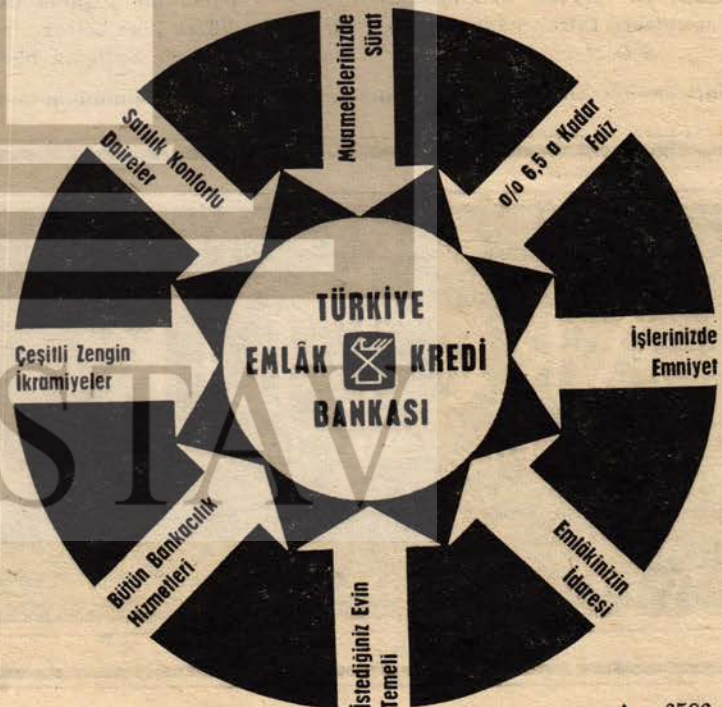 Muamelelerinizde
Sürat
o/o 6,5 a Kadar
Faiz
İşlerinizde
Emniyet
Emlâkinizin
İdaresi
İstediğiniz Evin
Temeli
Bütün Bankacılık
Hizmetleri
Çeşitli Zengin
İkramiyeler
Satılık Konforlu
Daireler
TÜRKİYE
EMLÂK KREDİ
BANKASI
STAV